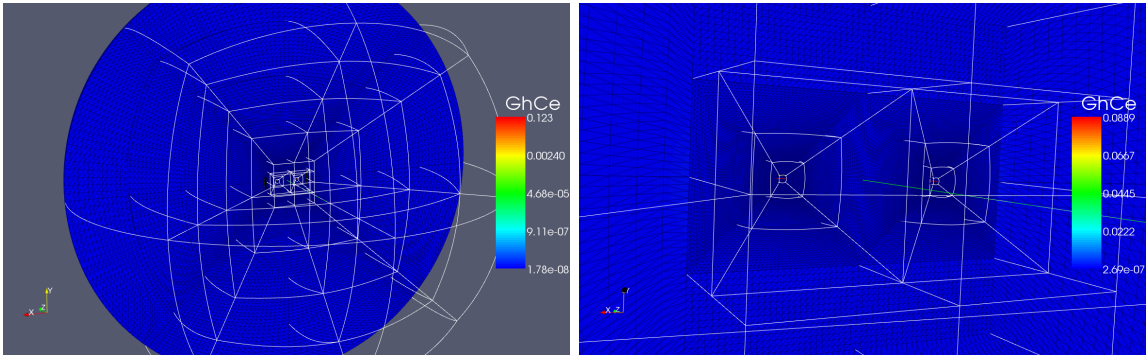 GhCe
0.123
0.00240
4.68e-05
9.11e-07
1.78e-08
Y
Z
X
GhCe
0.0889
0.0667
0.0445
0.0222
2.69e-07
Y
X
Z